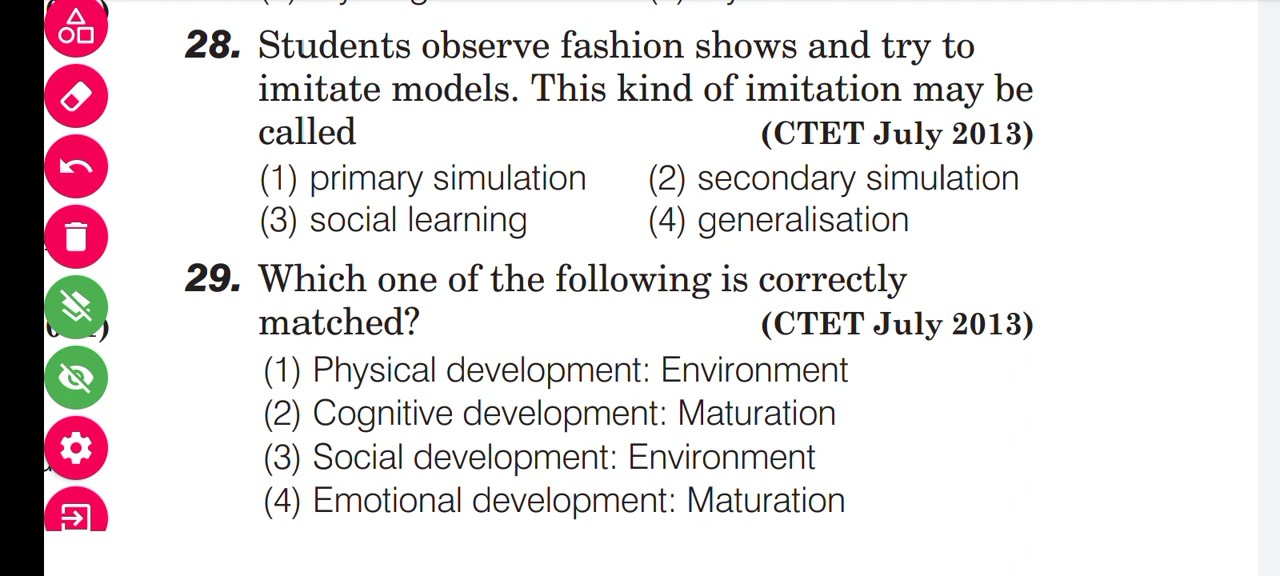 28. Students observe fashion shows and try to
imitate models. This kind of imitation may be
called (CTET July 2013)
(1) primary simulation (2) secondary simulation
(3) social learning (4) generalisation
29. Which one of the following is correctly
matched? (CTET July 2013)
(1) Physical development: Environment
(2) Cognitive development: Maturation
(3) Social development: Environment
(4) Emotional development: Maturation